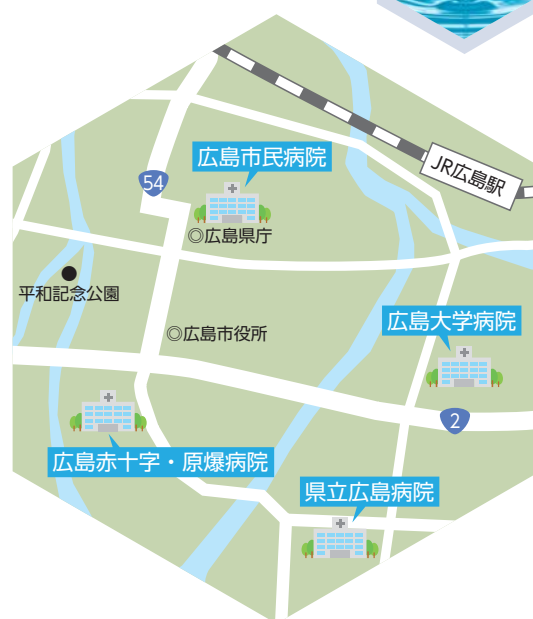 広島市民病院
JR広島駅
54
◎広島県庁
平和記念公園
広島大学病院
◎広島市役所
2
広島赤十字・原爆病院
県立広島病院